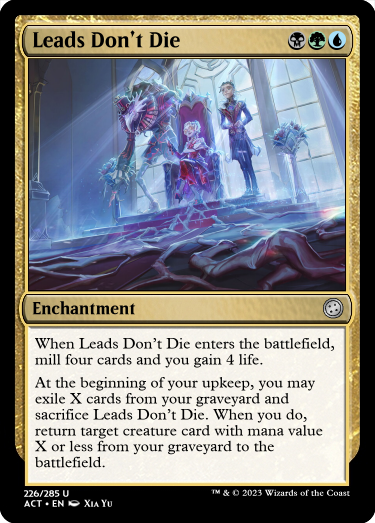 Leads Don't Die
Enchantment
When Leads Don't Die enters the battlefield,
mill four cards and you gain 4 life.
At the beginning of your upkeep, you may
exile X cards from your graveyard and
sacrifice Leads Don't Die. When you do,
return target creature card with mana value
X or less from your graveyard to the
battlefield.
226/285 U
ACT • EN Xia Yu
™ & © 2023 Wizards of the Coast